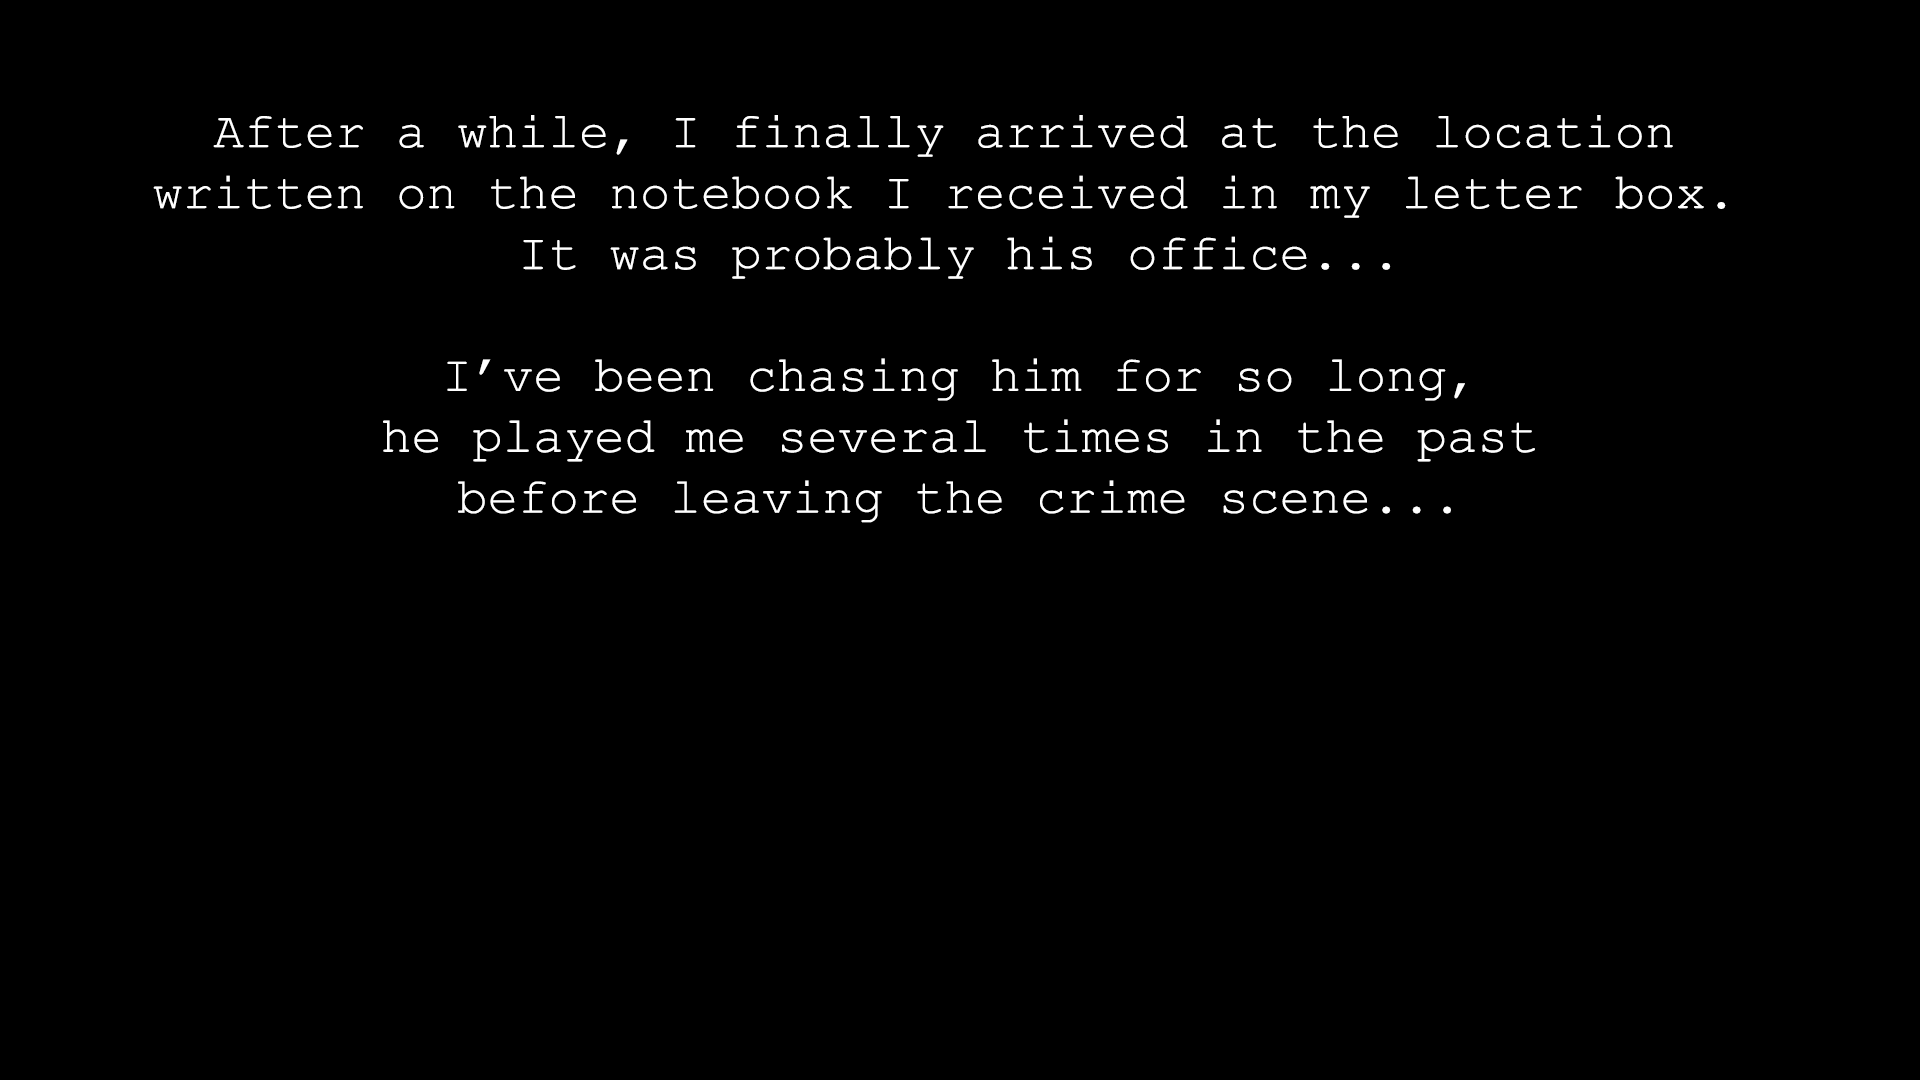 After a while, I finally arrived at the location
written on the notebook I received in my letter box.
It was probably his office...
I’ve been chasing him for so long,
he played me several times in the past
before leaving the crime scene...